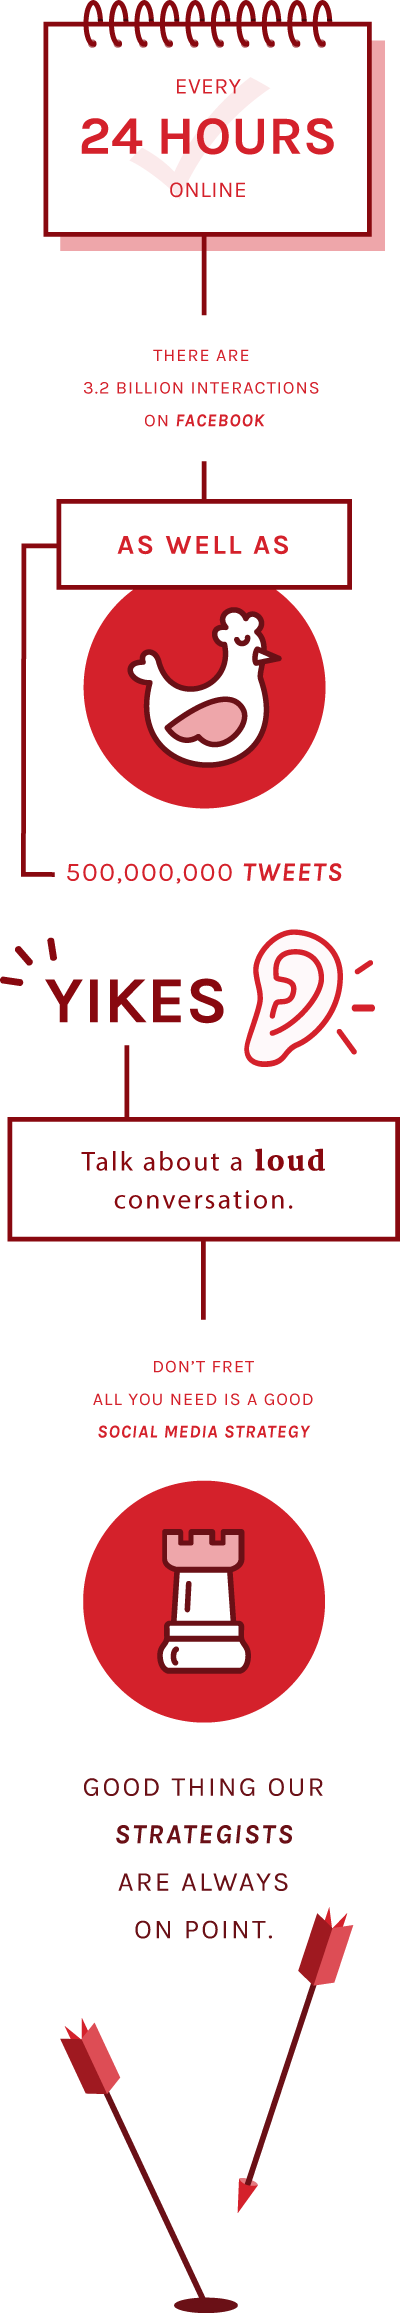 EVERY
24 HOURS
ONLINE
THERE ARE
3.2 BILLION INTERACTIONS
ON FACEBOOK
AS WELL AS
500,000,000 TWEETS
YIKES
Talk about a loud
conversation.
DON'T FRET
ALL YOU NEED IS A GOOD
SOCIAL MEDIA STRATEGY
GOOD THING OUR
STRATEGISTS
ARE ALWAYS
ON POINT.